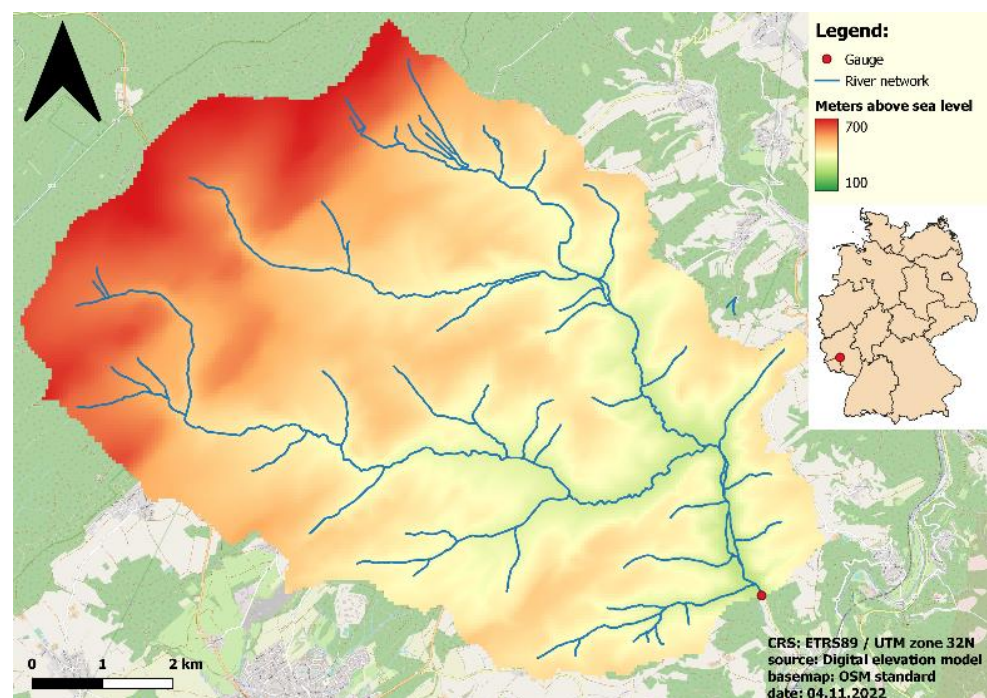 Legend:
Gauge
River network
Meters above sea level
700
100
0 1 2 km
CRS: ETRS89 / UTM zone 32N
source: Digital elevation model
basemap: OSM standard
date: 04.11.2022